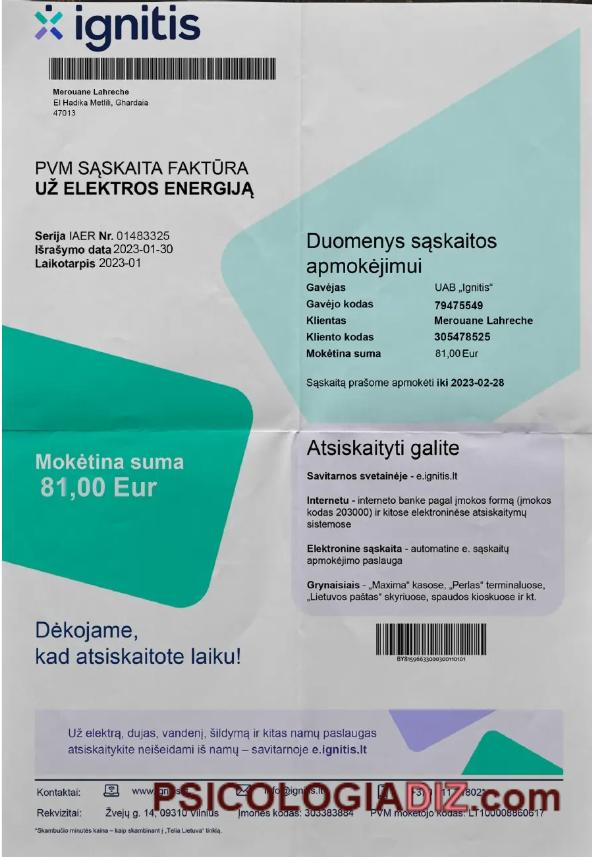 ignitis
Merouane Lahreche
El Hadika Metlili, Ghardaia
47013
PVM SĄSKAITA FAKTŪRA
UŽ ELEKTROS ENERGIJĄ
Serija IAER Nr. 01483325
Išrašymo data 2023-01-30
Laikotarpis 2023-01
Duomenys sąskaitos
apmokėjimui
Gavėjas UAB „Ignitis“
Gavėjo kodas 79475549
Klientas Merouane Lahreche
Kliento kodas 305478525
Mokėtina suma 81,00 Eur
Sąskaitą prašome apmokėti iki 2023-02-28
Mokėtina suma
81,00 Eur
Atsiskaityti galite
Savitarnos svetainėje - e.ignitis.lt
Internetu - interneto banke pagal įmokos formą (įmokos
kodas 203000) ir kitose elektroninėse atsiskaitymų
sistemose
Elektronine sąskaita - automatine e. sąskaitų
apmokėjimo paslauga
Grynaisiais - „Maxima“ kasose, „Perlas“ terminaluose,
„Lietuvos paštas“ skyriuose, spaudos kioskuose ir kt.
Dėkojame,
kad atsiskaitote laiku!
Už elektrą, dujas, vandenį, šildymą ir kitas namų paslaugas
atsiskaitykite neišeidami iš namų – savitarnoje e.ignitis.lt
Kontaktai:
PSICOLOGIADIZ.com
Rekvizitai: Žvejų g. 14, 09310 Vilnius Įmonės kodas: 303383884 PVM mokėtojo kodas: LT100008860617
*Skambučio minutės kaina – kaip skambinant į „Telia Lietuva“ tinklą.